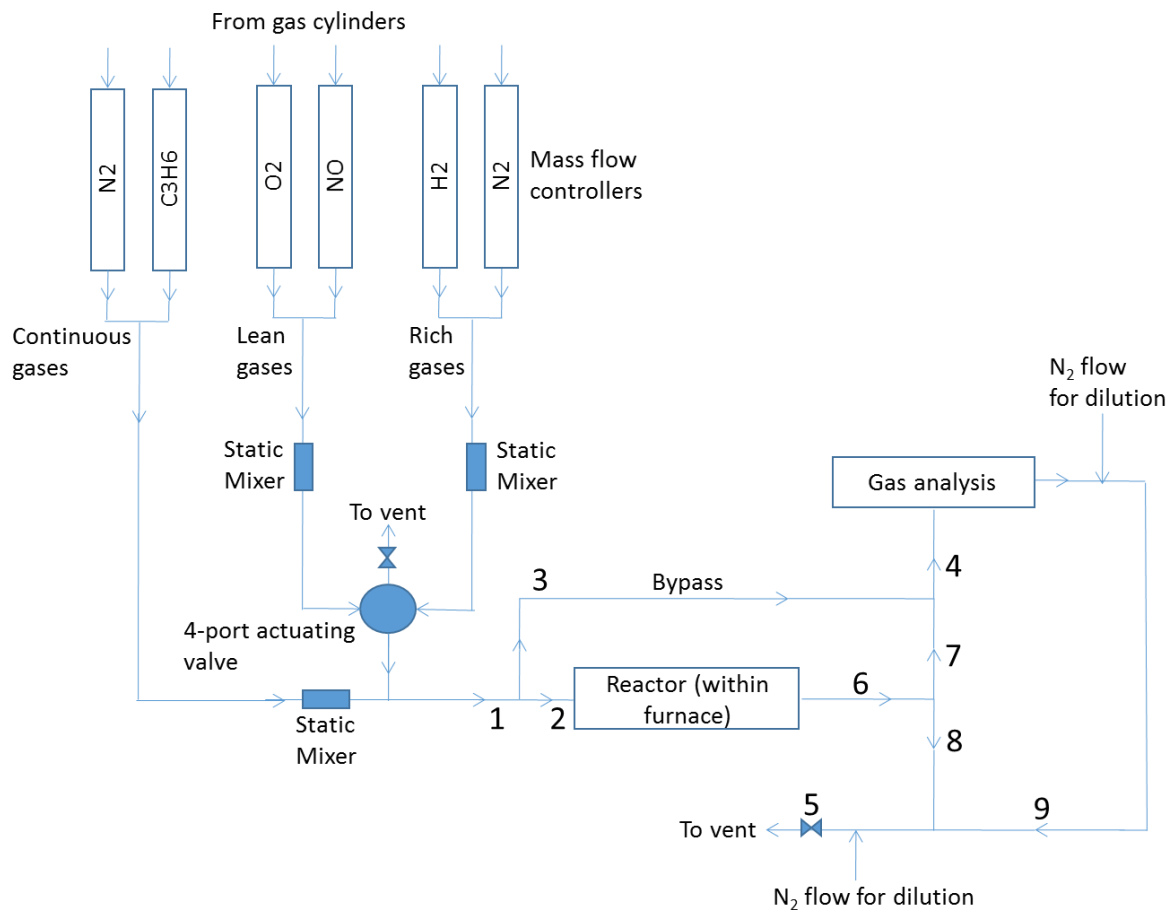 From gas cylinders
N2
C3H6
O2
NO
H2
N2
Mass flow
controllers
Continuous
gases
Lean
gases
Rich
gases
N₂ flow
for dilution
Static
Mixer
Static
Mixer
Gas analysis
To vent
4
3
Bypass
4-port actuating
valve
7
Reactor (within
furnace)
6
1
2
Static
Mixer
8
5
9
To vent
N₂ flow for dilution